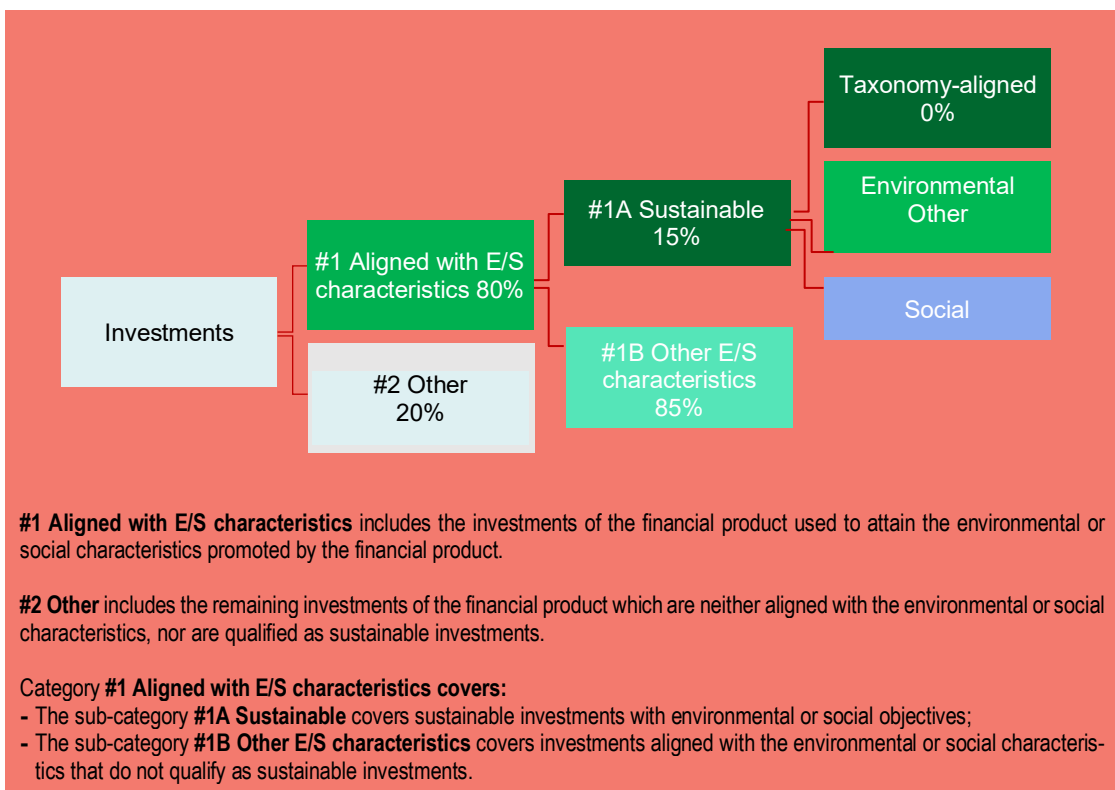 Taxonomy-aligned
0%
Environmental
Other
#1A Sustainable
15%
#1 Aligned with E/S
characteristics 80%
Social
Investments
#1B Other E/S
characteristics
85%
#2 Other
20%
#1 Aligned with E/S characteristics includes the investments of the financial product used to attain the environmental or
social characteristics promoted by the financial product.
#2 Other includes the remaining investments of the financial product which are neither aligned with the environmental or social
characteristics, nor are qualified as sustainable investments.
Category #1 Aligned with E/S characteristics covers:
- The sub-category #1A Sustainable covers sustainable investments with environmental or social objectives;
- The sub-category #1B Other E/S characteristics covers investments aligned with the environmental or social characteris-
tics that do not qualify as sustainable investments.